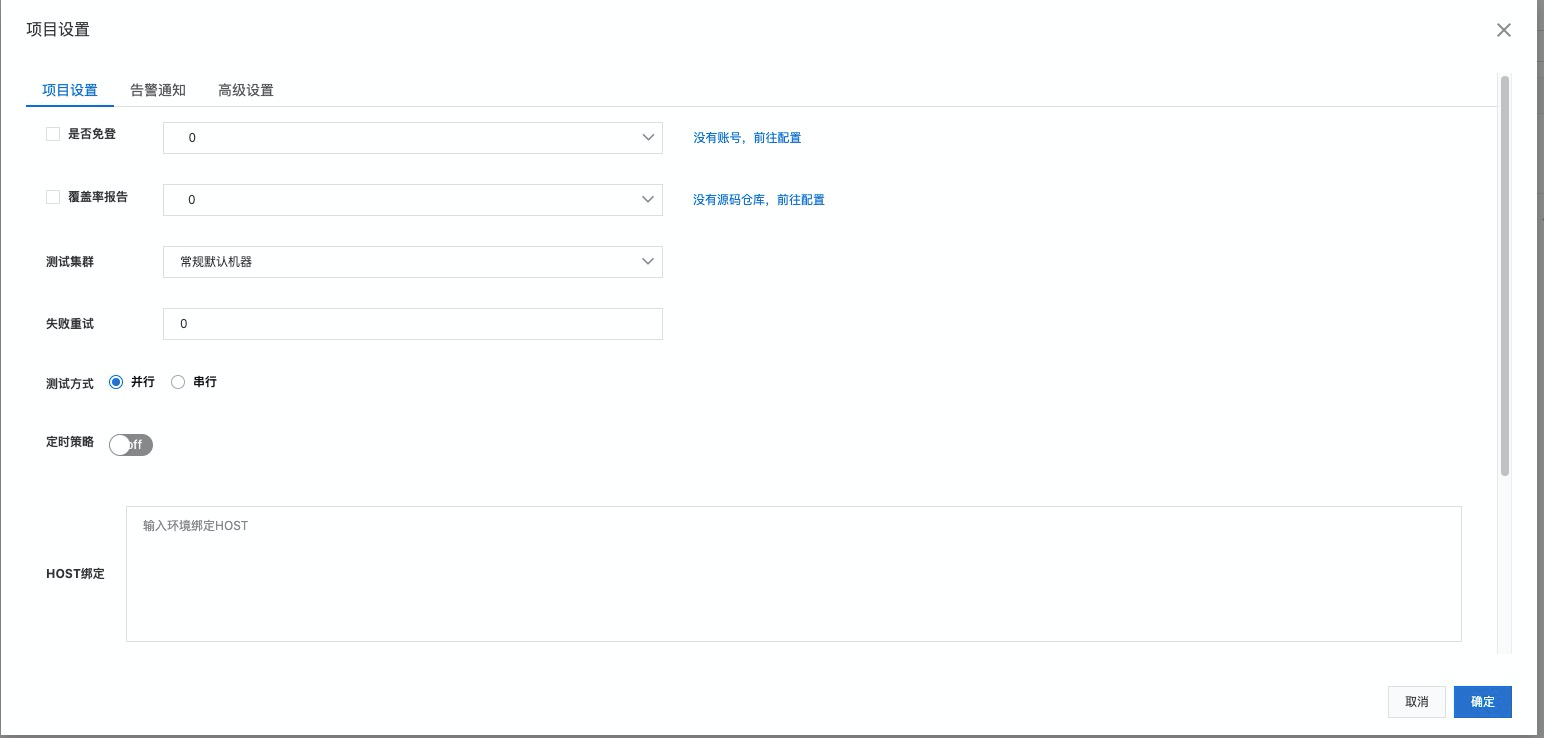 项目设置
项目设置 告警通知 高级设置
是否免登 0 没有账号，前往配置
覆盖率报告 0 没有源码仓库，前往配置
测试集群 常规默认机器
失败重试 0
测试方式 并行 串行
定时策略 off
输入环境绑定HOST
HOST绑定
取消 确定